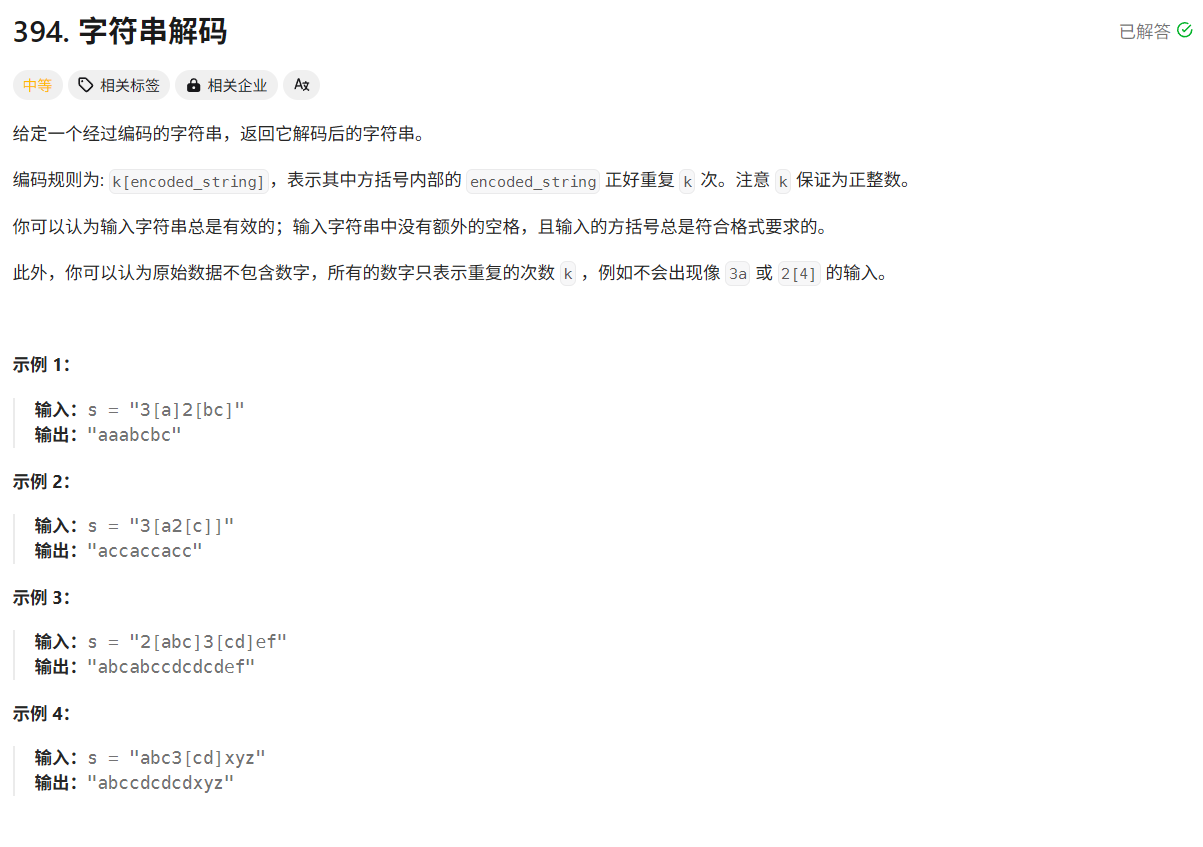 394. 字符串解码
已解答
中等
相关标签
相关企业
给定一个经过编码的字符串，返回它解码后的字符串。
编码规则为: k[encoded_string]，表示其中方括号内部的 encoded_string 正好重复 k 次。注意 k 保证为正整数。
你可以认为输入字符串总是有效的；输入字符串中没有额外的空格，且输入的方括号总是符合格式要求的。
此外，你可以认为原始数据不包含数字，所有的数字只表示重复的次数 k ，例如不会出现像 3a 或 2[4] 的输入。
示例 1：
输入：s = "3[a]2[bc]"
输出："aaabcbc"
示例 2：
输入：s = "3[a2[c]]"
输出："accaccacc"
示例 3：
输入：s = "2[abc]3[cd]ef"
输出："abcabccdcdcdef"
示例 4：
输入：s = "abc3[cd]xyz"
输出："abccdcdcdxyz"